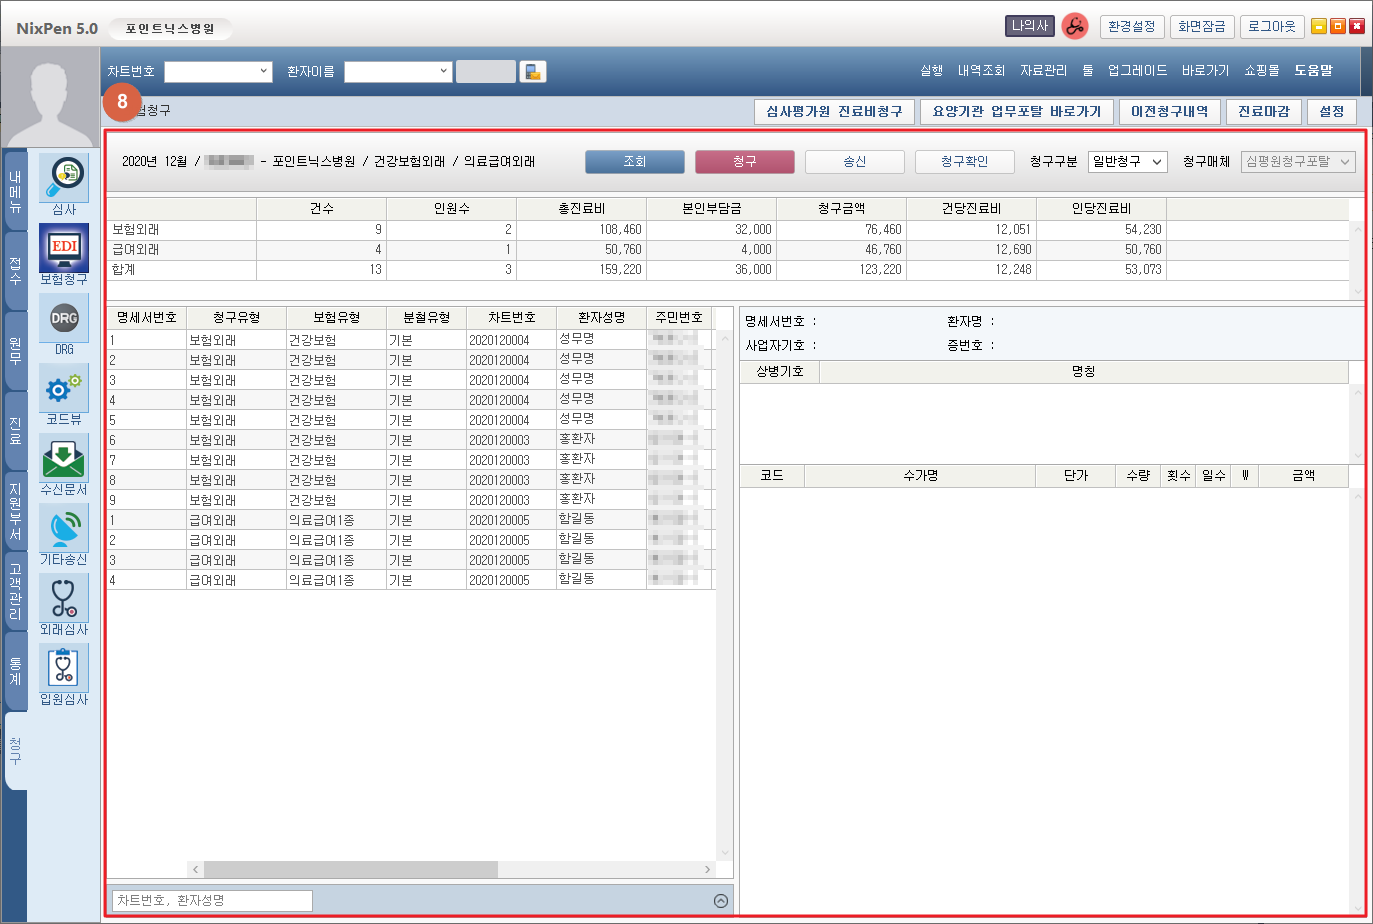 NixPen 5.0 포인트닉스병원 나의사 환경설정 화면잠금 로그아웃
차트번호 환자이름 실행 내역조회 자료관리 툴 업그레이드 바로가기 쇼핑몰 도움말
8 험청구 심사평가원 진료비청구 요양기관 업무포탈 바로가기 이전청구내역 진료마감 설정
내메뉴
접수
원무
진료
지원부서
고객관리
통계
청구
심사
EDI
보험청구
DRG
DRG
코드뷰
수신문서
기타송신
외래심사
입원심사
2020년 12월 / - 포인트닉스병원 / 건강보험외래 / 의료급여외래 조회 청구 송신 청구확인 청구구분 일반청구 청구매체 심평원청구포탈
건수 인원수 총진료비 본인부담금 청구금액 건당진료비 인당진료비
보험외래 9 2 108,460 32,000 76,460 12,051 54,230
급여외래 4 1 50,760 4,000 46,760 12,690 50,760
합계 13 3 159,220 36,000 123,220 12,248 53,073
명세서번호 청구유형 보험유형 분철유형 차트번호 환자성명 주민번호
1 보험외래 건강보험 기본 2020120004 성무명
2 보험외래 건강보험 기본 2020120004 성무명
3 보험외래 건강보험 기본 2020120004 성무명
4 보험외래 건강보험 기본 2020120004 성무명
5 보험외래 건강보험 기본 2020120004 성무명
6 보험외래 건강보험 기본 2020120003 홍환자
7 보험외래 건강보험 기본 2020120003 홍환자
8 보험외래 건강보험 기본 2020120003 홍환자
9 보험외래 건강보험 기본 2020120003 홍환자
1 급여외래 의료급여1종 기본 2020120005 함길동
2 급여외래 의료급여1종 기본 2020120005 함길동
3 급여외래 의료급여1종 기본 2020120005 함길동
4 급여외래 의료급여1종 기본 2020120005 함길동
차트번호, 환자성명
명세서번호 : 환자명 :
사업자기호 : 증번호 :
상병기호 명칭
코드 수가명 단가 수량 횟수 일수 금액